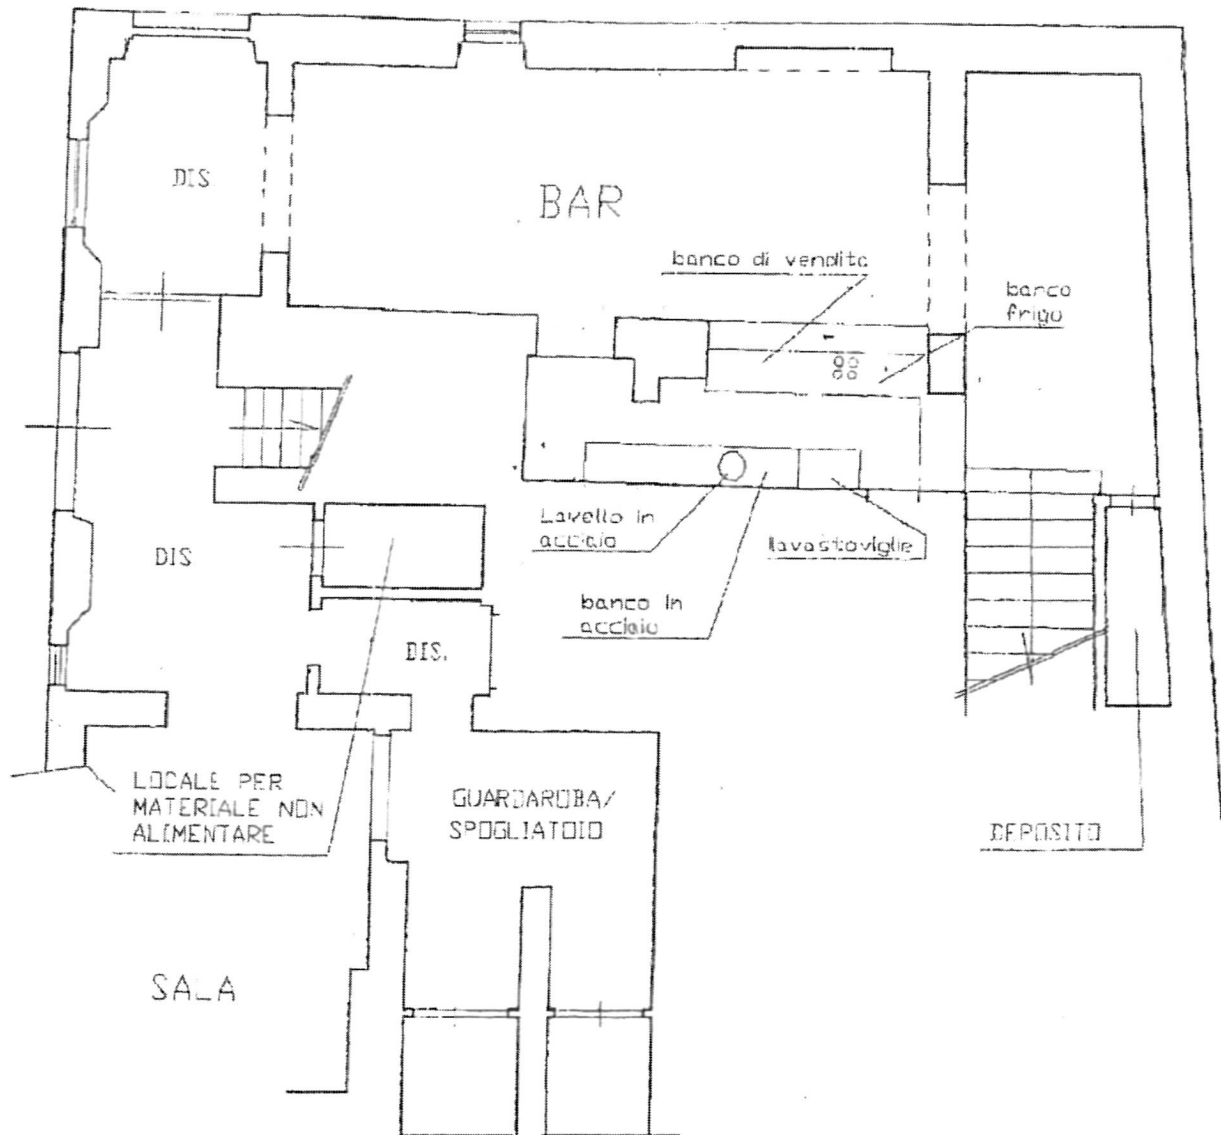 DIS
BAR
banco di vendita
banco
frigo
Lavello in
acciaio
lavastoviglie
DIS
banco in
acciaio
DIS.
LOCALE PER
MATERIALE NON
ALIMENTARE
GUARDAROBA/
SPOGLIATOIO
DEPOSITO
SALA